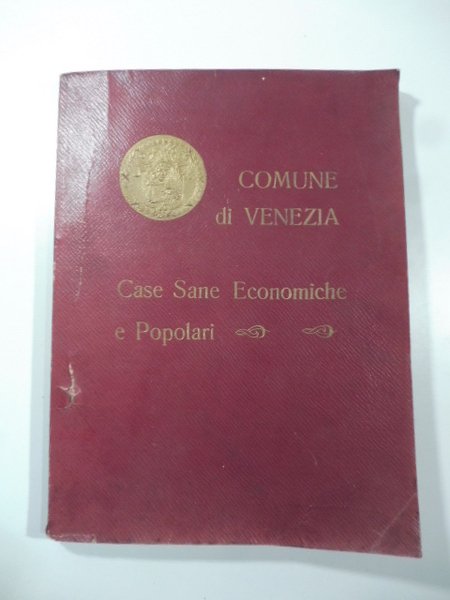 COMUNE
di VENEZIA
Case Sane Economiche
e Popolari